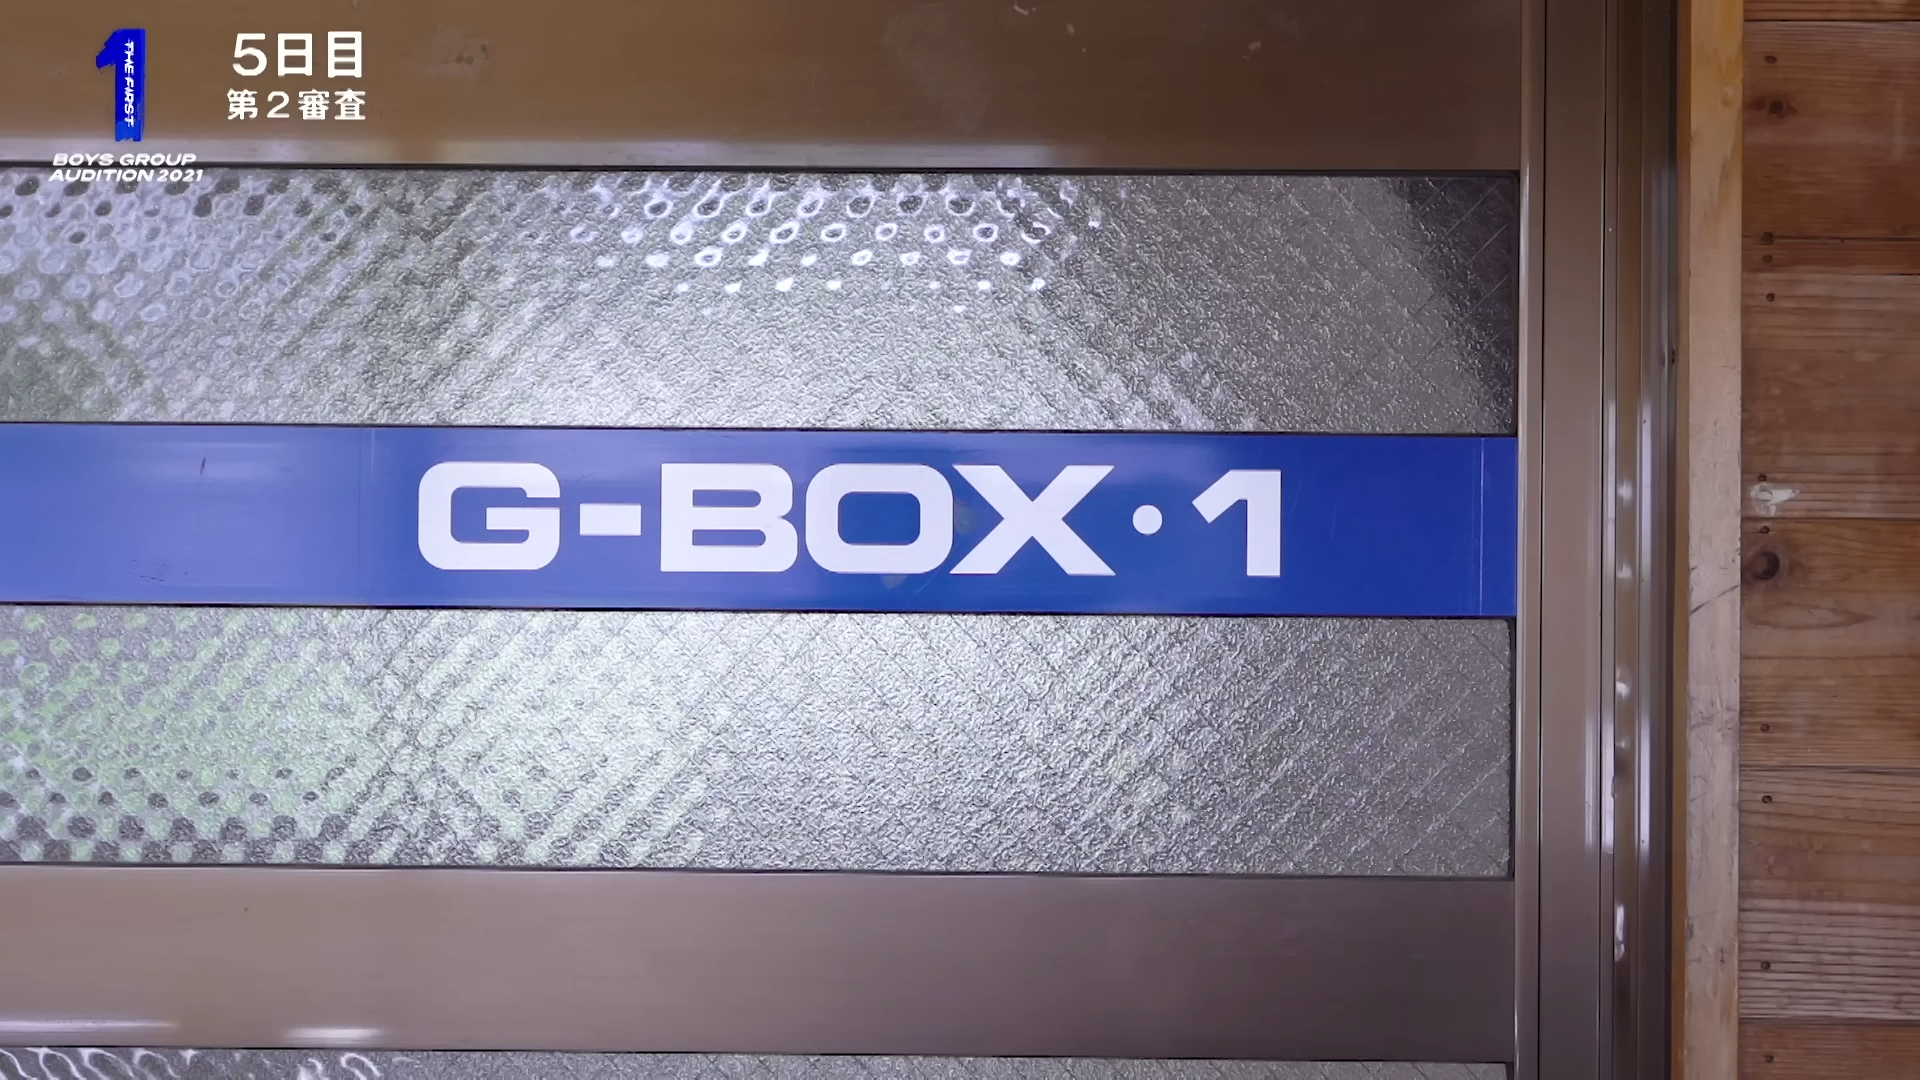 THE FIRST
BOYS GROUP
AUDITION 2021
5日目
第2審査
G-BOX・1